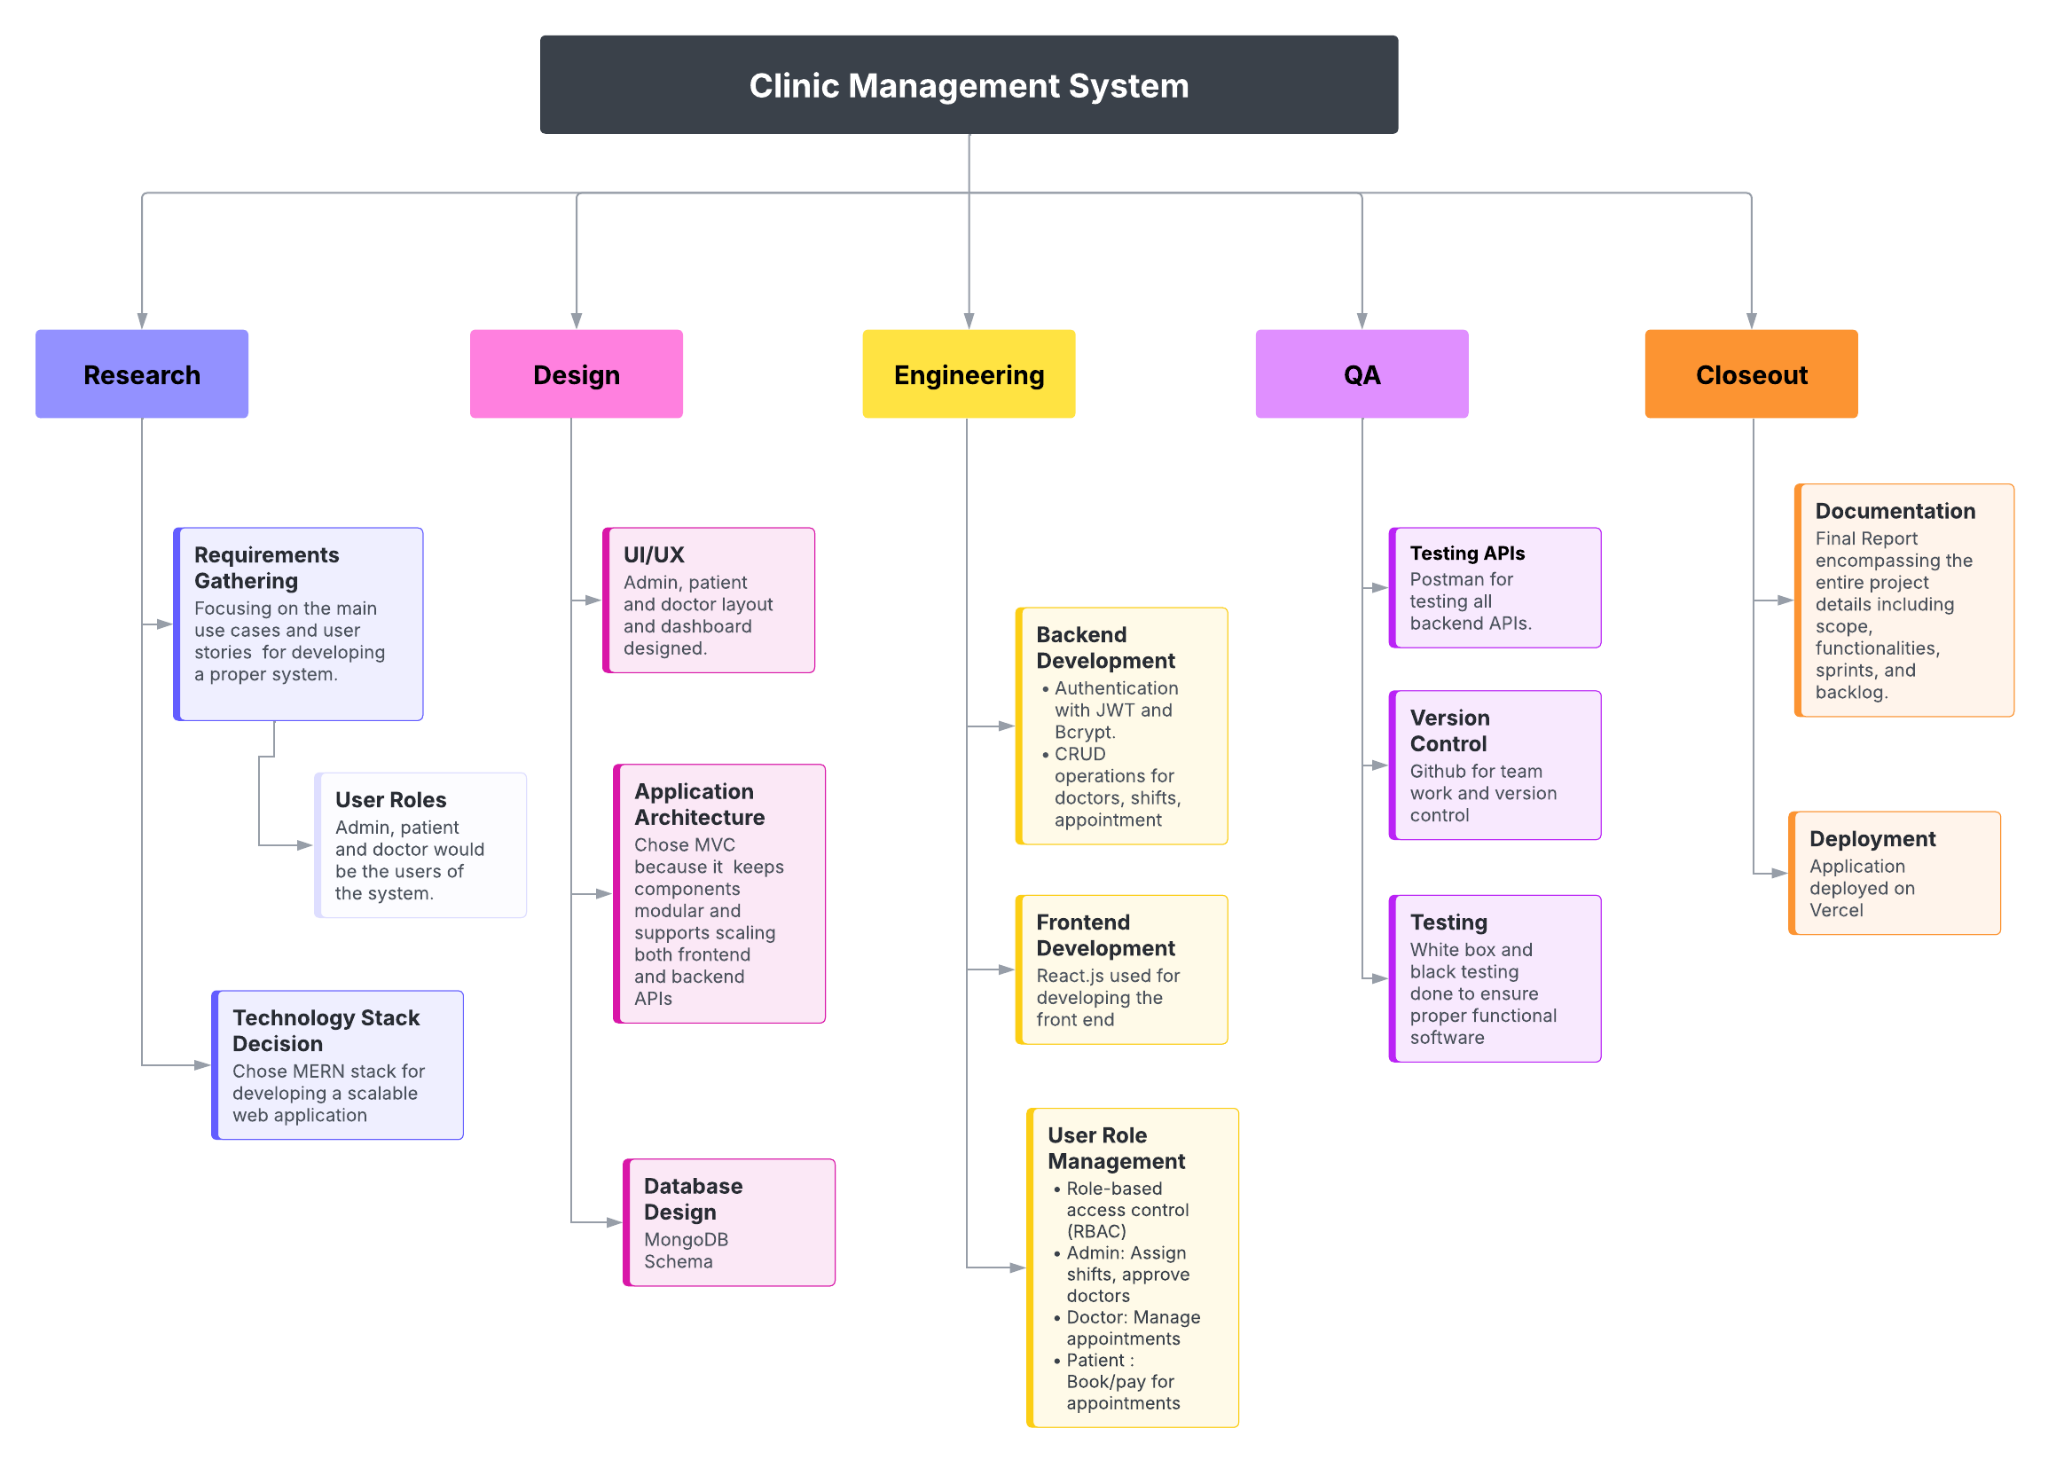 Clinic Management System
Research
Design
Engineering
QA
Closeout
Requirements
Gathering
Focusing on the main
use cases and user
stories  for developing
a proper system.
User Roles
Admin, patient
and doctor would
be the users of
the system.
Technology Stack
Decision
Chose MERN stack for
developing a scalable
web application
UI/UX
Admin, patient
and doctor layout
and dashboard
designed.
Application
Architecture
Chose MVC
because it  keeps
components
modular and
supports scaling
both frontend
and backend
APIs
Database
Design
MongoDB
Schema
Backend
Development
• Authentication
with JWT and
Bcrypt.
• CRUD
operations for
doctors, shifts,
appointment
Frontend
Development
React.js used for
developing the
front end
User Role
Management
• Role-based
access control
(RBAC)
• Admin: Assign
shifts, approve
doctors
• Doctor: Manage
appointments
• Patient :
Book/pay for
appointments
Testing APIs
Postman for
testing all
backend APIs.
Version
Control
Github for team
work and version
control
Testing
White box and
black testing
done to ensure
proper functional
software
Documentation
Final Report
encompassing the
entire project
details including
scope,
functionalities,
sprints, and
backlog.
Deployment
Application
deployed on
Vercel